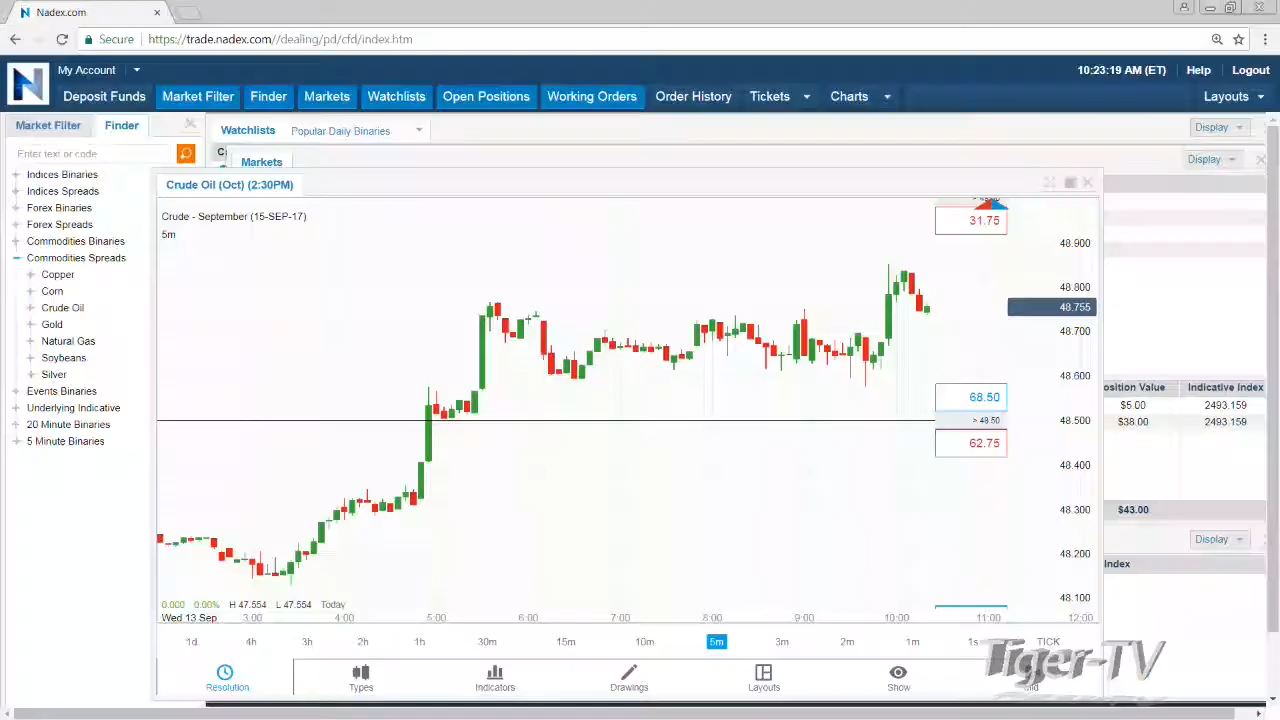 Nadex.com
Secure https://trade.nadex.com//dealing/pd/cfd/index.htm
My Account
10:23:19 AM (ET) Help Logout
Deposit Funds Market Filter Finder Markets Watchlists Open Positions Working Orders Order History Tickets Charts Layouts
Market Filter Finder
Watchlists Popular Daily Binaries Display
Enter text or code
Markets Display
Indices Binaries
Indices Spreads
Forex Binaries
Forex Spreads
Commodities Binaries
Commodities Spreads
Copper
Corn
Crude Oil
Gold
Natural Gas
Soybeans
Silver
Events Binaries
Underlying Indicative
20 Minute Binaries
5 Minute Binaries
Crude Oil (Oct) (2:30PM)
Crude - September (15-SEP-17)
5m
31.75
48.900
48.800
48.755
48.700
48.600
68.50
> 48.50
62.75
48.500
48.400
48.300
48.200
48.100
Position Value Indicative Index
$5.00 2493.159
$38.00 2493.159
$43.00
Display
Index
0.000 0.00% H 47.554 L 47.554 Today
Wed 13 Sep 3:00 4:00 5:00 6:00 7:00 8:00 9:00 10:00 11:00 12:00
1d 4h 3h 2h 1h 30m 15m 10m 5m 3m 2m 1m 1s TICK
Resolution Types Indicators Drawings Layouts Show Mid
Tiger-TV